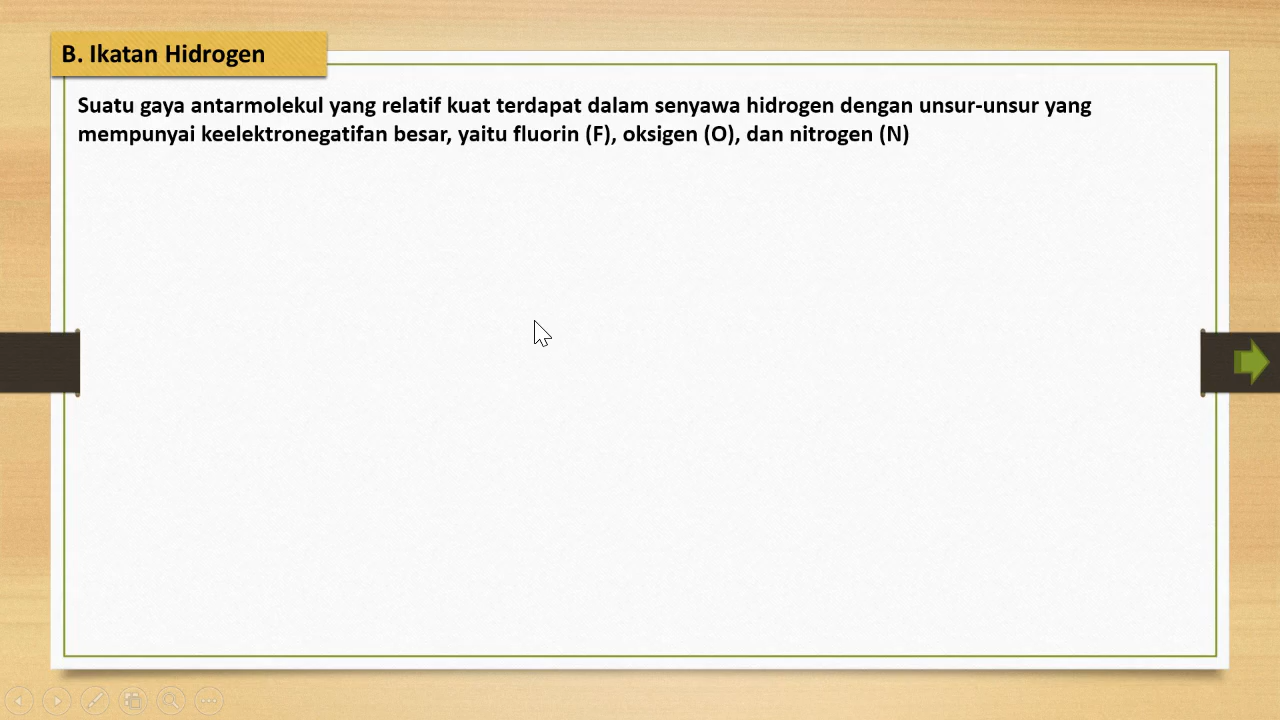 B. Ikatan Hidrogen
Suatu gaya antarmolekul yang relatif kuat terdapat dalam senyawa hidrogen dengan unsur-unsur yang
mempunyai keelektronegatifan besar, yaitu fluorin (F), oksigen (O), dan nitrogen (N)